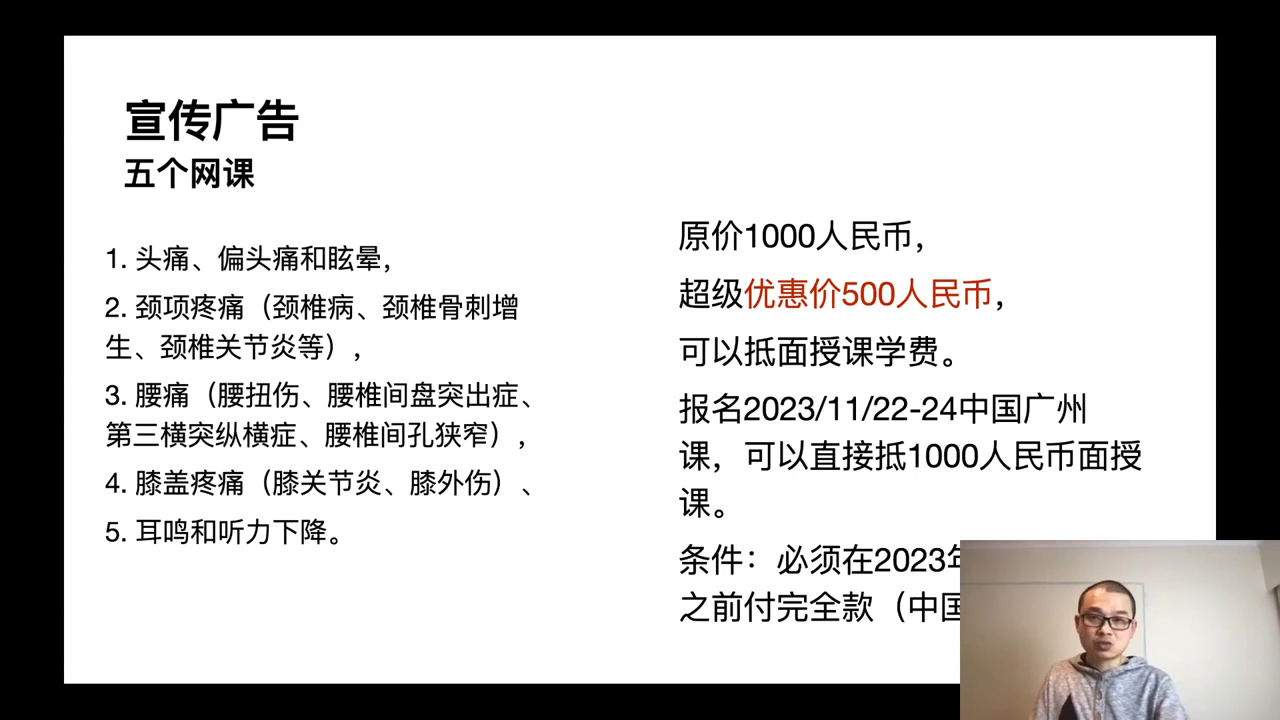 宣传广告
五个网课
1. 头痛、偏头痛和眩晕，
2. 颈项疼痛（颈椎病、颈椎骨刺增
生、颈椎关节炎等），
3. 腰痛（腰扭伤、腰椎间盘突出症、
第三横突纵横症、腰椎间孔狭窄），
4. 膝盖疼痛（膝关节炎、膝外伤）、
5. 耳鸣和听力下降。
原价1000人民币，
超级优惠价500人民币，
可以抵面授课学费。
报名2023/11/22-24中国广州
课，可以直接抵1000人民币面授
课。
条件：必须在2023年
之前付完全款（中国